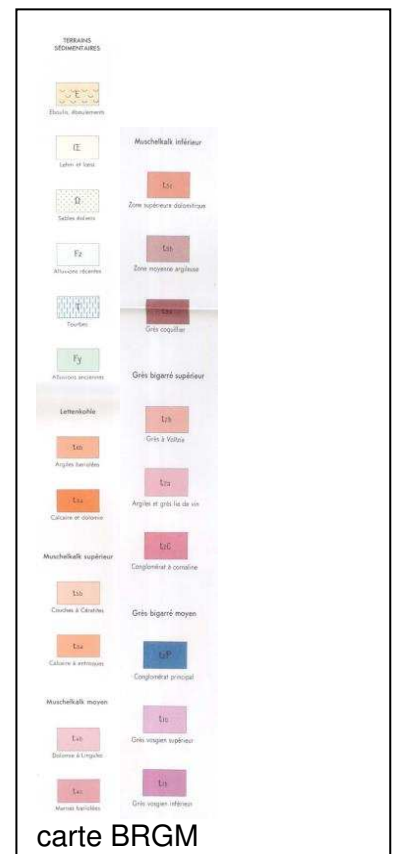 TERRAINS
SÉDIMENTAIRES
E
Eboulis, éboulements
Œ
Lehm et loess
Sables éoliens
Fz
Alluvions récentes
T
Tourbes
Fy
Alluvions anciennes
Lettenkohle
Argiles bariolées
Calcaire et dolomie
Muschelkalk supérieur
Couches à Cératites
Calcaire à entroques
Muschelkalk moyen
Dolomie à Lingules
Marnes bariolées
Muschelkalk inférieur
Zone supérieure dolomitique
Zone moyenne argileuse
Grès coquillier
Grès bigarré supérieur
t2b
Grès à Voltzia
t2a
Argiles et grès lie de vin
Conglomérat à cornaline
Grès bigarré moyen
Conglomérat principal
Grès vosgien supérieur
Grès vosgien inférieur
carte BRGM